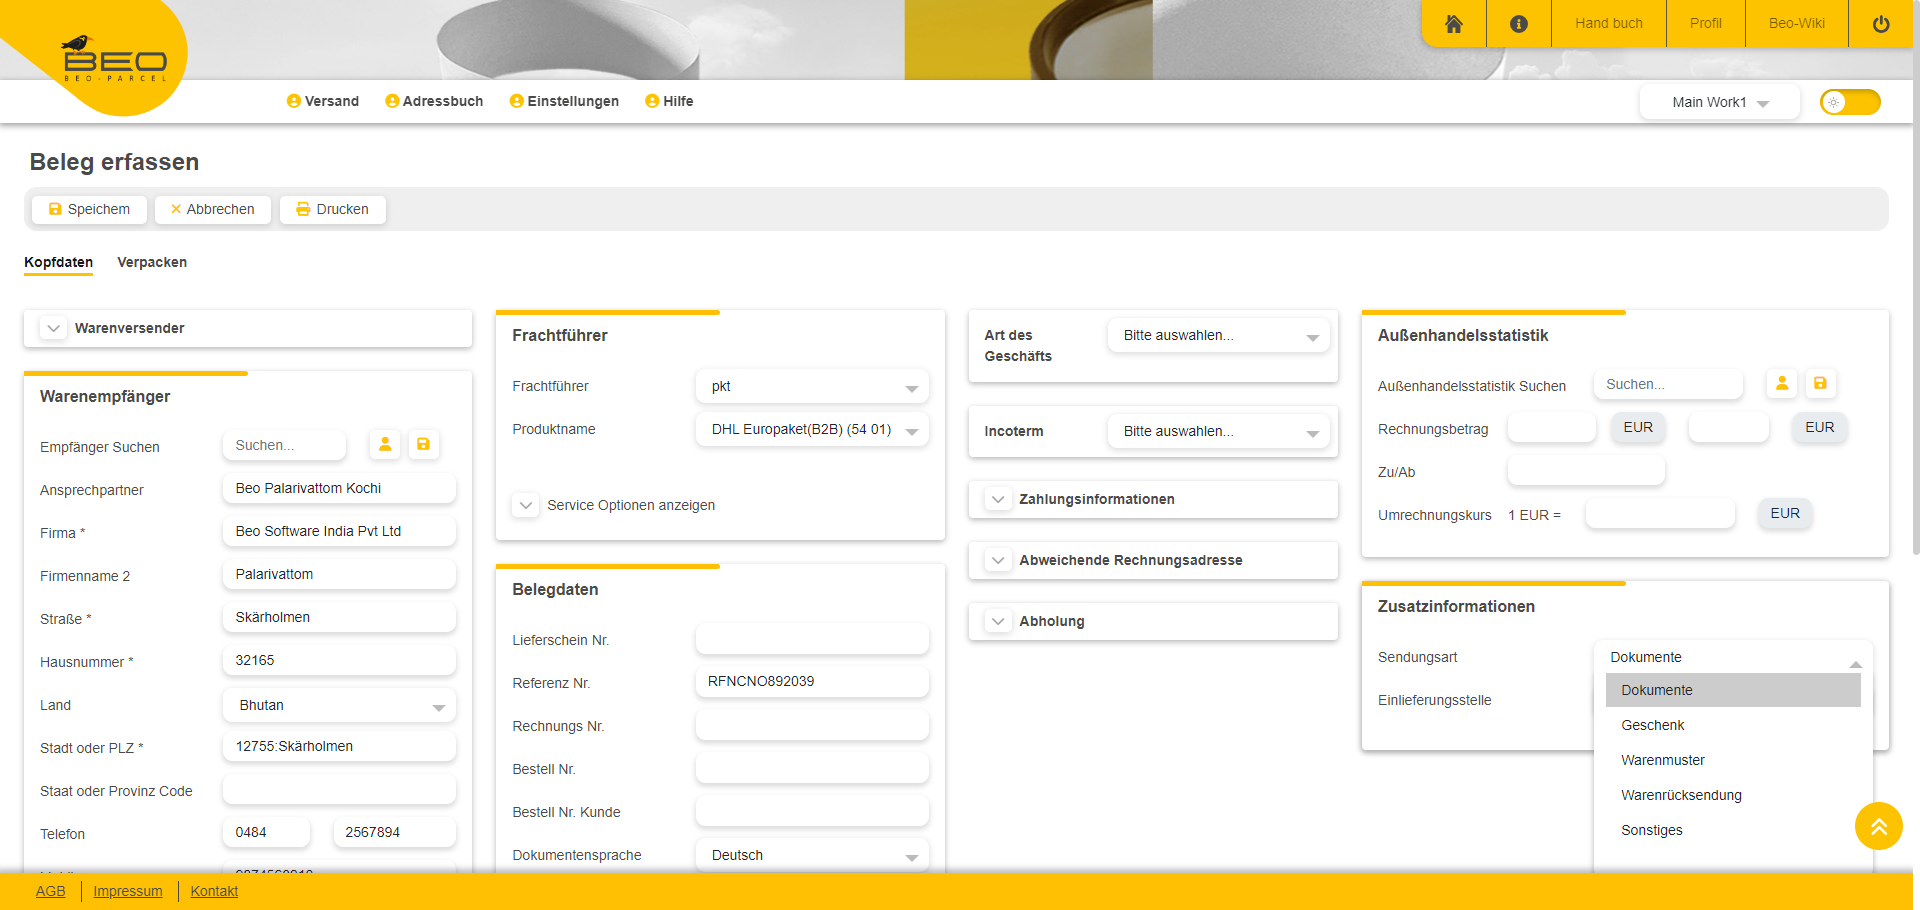 BEO
BEO-PARCEL
Hand buch
Profil
Beo-Wiki
Versand
Adressbuch
Einstellungen
Hilfe
Main Work1
Beleg erfassen
Speichern
Abbrechen
Drucken
Kopfdaten
Verpacken
Warenversender
Warenempfänger
Empfänger Suchen
Suchen...
Ansprechpartner
Beo Palarivattom Kochi
Firma *
Beo Software India Pvt Ltd
Firmenname 2
Palarivattom
Straße *
Skärholmen
Hausnummer *
32165
Land
Bhutan
Stadt oder PLZ *
12755:Skärholmen
Staat oder Provinz Code
Telefon
0484
2567894
Frachtführer
Frachtführer
pkt
Produktname
DHL Europaket(B2B) (54 01)
Service Optionen anzeigen
Belegdaten
Lieferschein Nr.
Referenz Nr.
RFNCNO892039
Rechnungs Nr.
Bestell Nr.
Bestell Nr. Kunde
Dokumentensprache
Deutsch
Art des
Geschäfts
Bitte auswahlen...
Incoterm
Bitte auswahlen...
Zahlungsinformationen
Abweichende Rechnungsadresse
Abholung
Außenhandelsstatistik
Außenhandelsstatistik Suchen
Suchen...
Rechnungsbetrag
EUR
EUR
Zu/Ab
Umrechnungskurs
1 EUR =
EUR
Zusatzinformationen
Sendungsart
Dokumente
Dokumente
Geschenk
Warenmuster
Warenrücksendung
Sonstiges
Einlieferungsstelle
AGB
Impressum
Kontakt